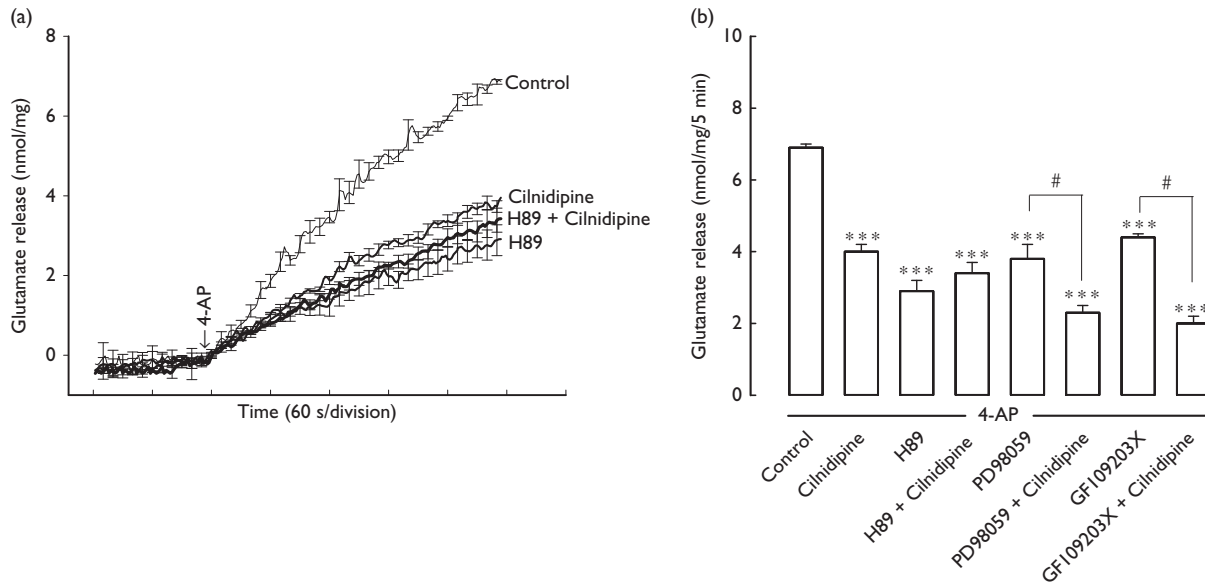 (a)
8
6
4
2
0
Glutamate release (nmol/mg)
4-AP
Control
Cilnidipine
H89 + Cilnidipine
H89
Time (60 s/division)
(b)
10
8
6
4
2
0
Glutamate release (nmol/mg/5 min)
***
***
***
***
***
***
***
#
#
4-AP
Control
Cilnidipine
H89
H89 + Cilnidipine
PD98059
PD98059 + Cilnidipine
GF109203X
GF109203X + Cilnidipine